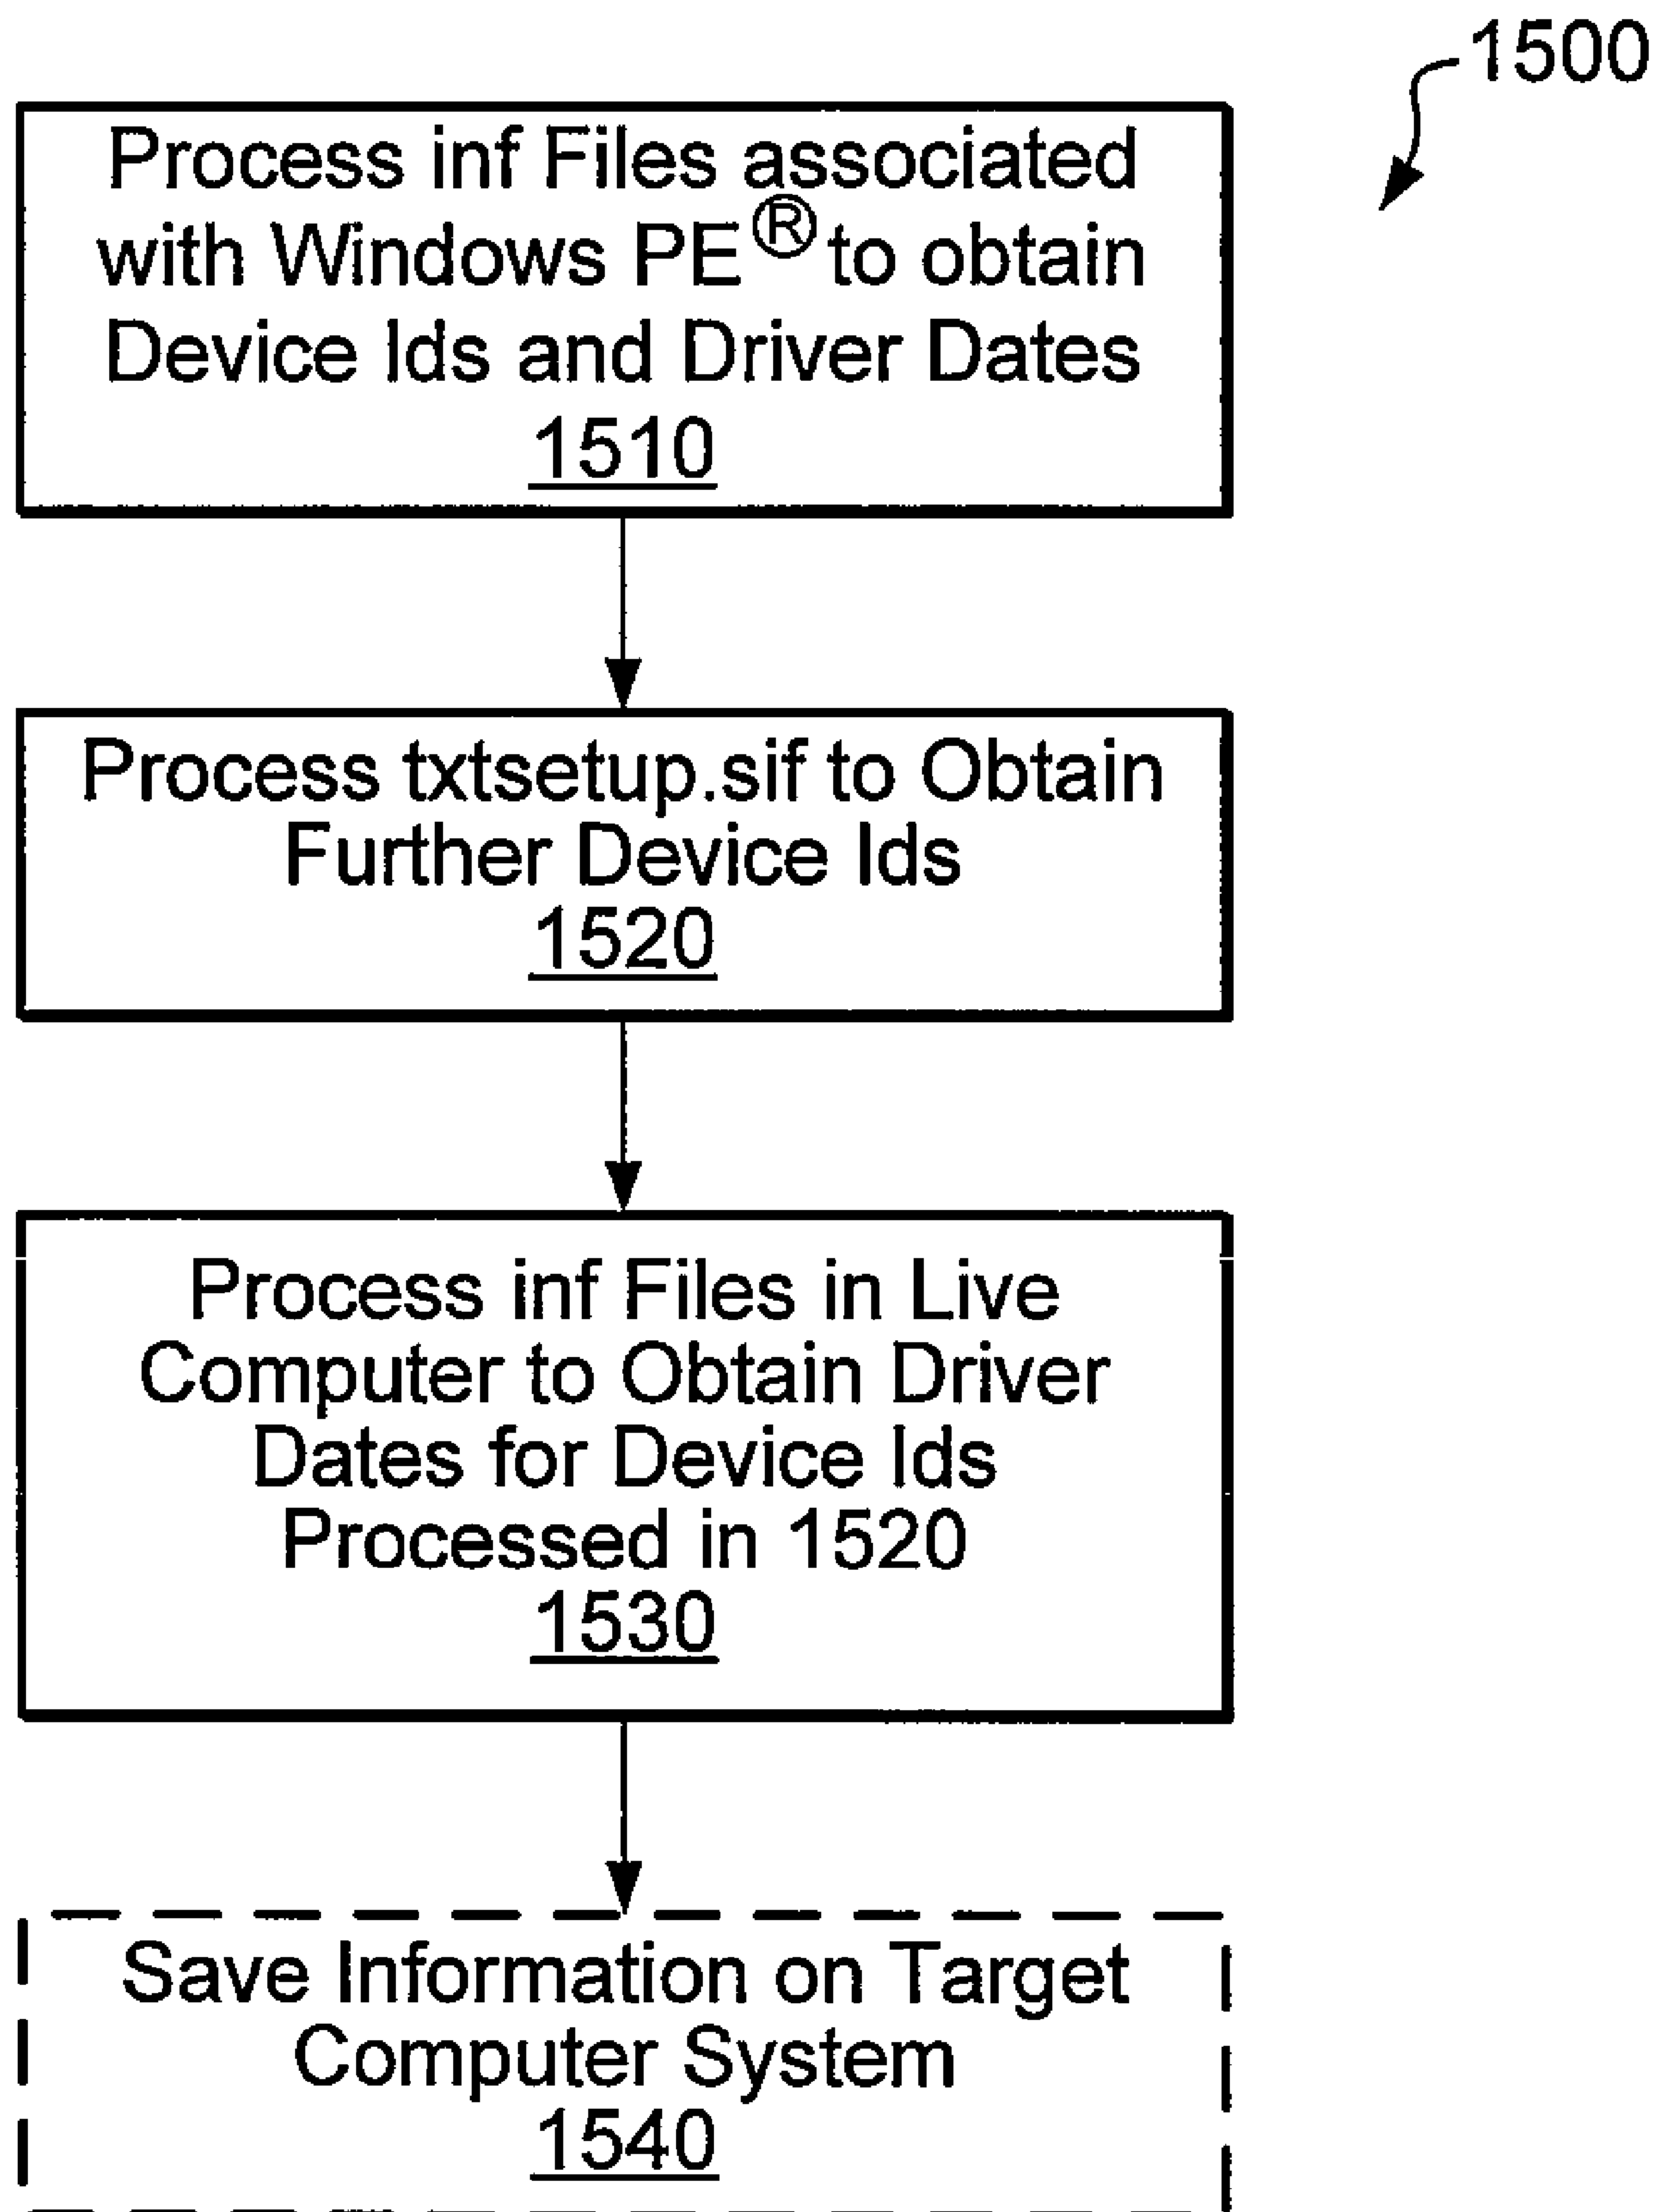 1500
Process inf Files associated
with Windows PE® to obtain
Device Ids and Driver Dates
1510
Process txtsetup.sif to Obtain
Further Device Ids
1520
Process inf Files in Live
Computer to Obtain Driver
Dates for Device Ids
Processed in 1520
1530
Save Information on Target
Computer System
1540